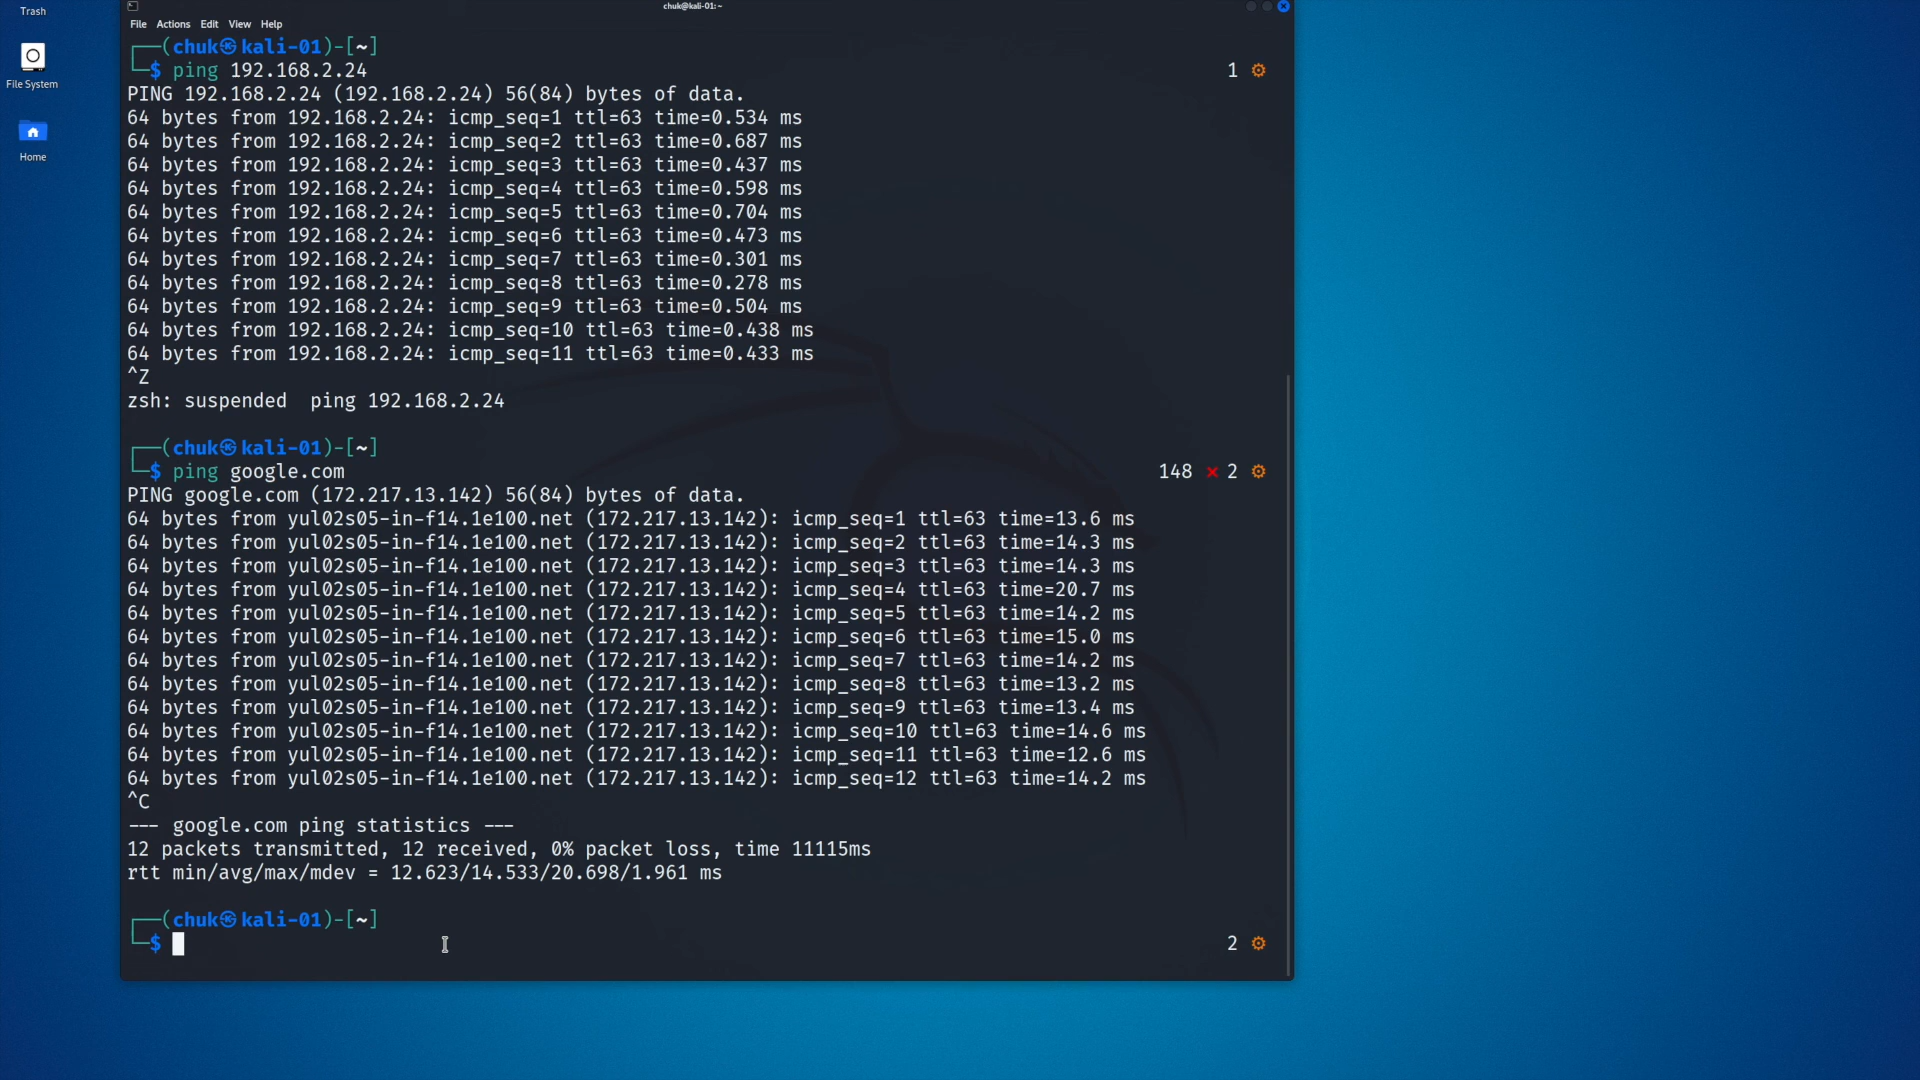 Trash
File System
Home
chuk@kali-01:~
File Actions Edit View Help
┌──(chuk㉿kali-01)-[~]
└─$ ping 192.168.2.24 1 ⚙
PING 192.168.2.24 (192.168.2.24) 56(84) bytes of data.
64 bytes from 192.168.2.24: icmp_seq=1 ttl=63 time=0.534 ms
64 bytes from 192.168.2.24: icmp_seq=2 ttl=63 time=0.687 ms
64 bytes from 192.168.2.24: icmp_seq=3 ttl=63 time=0.437 ms
64 bytes from 192.168.2.24: icmp_seq=4 ttl=63 time=0.598 ms
64 bytes from 192.168.2.24: icmp_seq=5 ttl=63 time=0.704 ms
64 bytes from 192.168.2.24: icmp_seq=6 ttl=63 time=0.473 ms
64 bytes from 192.168.2.24: icmp_seq=7 ttl=63 time=0.301 ms
64 bytes from 192.168.2.24: icmp_seq=8 ttl=63 time=0.278 ms
64 bytes from 192.168.2.24: icmp_seq=9 ttl=63 time=0.504 ms
64 bytes from 192.168.2.24: icmp_seq=10 ttl=63 time=0.438 ms
64 bytes from 192.168.2.24: icmp_seq=11 ttl=63 time=0.433 ms
^Z
zsh: suspended  ping 192.168.2.24
┌──(chuk㉿kali-01)-[~]
└─$ ping google.com 148 ⨯ 2 ⚙
PING google.com (172.217.13.142) 56(84) bytes of data.
64 bytes from yul02s05-in-f14.1e100.net (172.217.13.142): icmp_seq=1 ttl=63 time=13.6 ms
64 bytes from yul02s05-in-f14.1e100.net (172.217.13.142): icmp_seq=2 ttl=63 time=14.3 ms
64 bytes from yul02s05-in-f14.1e100.net (172.217.13.142): icmp_seq=3 ttl=63 time=14.3 ms
64 bytes from yul02s05-in-f14.1e100.net (172.217.13.142): icmp_seq=4 ttl=63 time=20.7 ms
64 bytes from yul02s05-in-f14.1e100.net (172.217.13.142): icmp_seq=5 ttl=63 time=14.2 ms
64 bytes from yul02s05-in-f14.1e100.net (172.217.13.142): icmp_seq=6 ttl=63 time=15.0 ms
64 bytes from yul02s05-in-f14.1e100.net (172.217.13.142): icmp_seq=7 ttl=63 time=14.2 ms
64 bytes from yul02s05-in-f14.1e100.net (172.217.13.142): icmp_seq=8 ttl=63 time=13.2 ms
64 bytes from yul02s05-in-f14.1e100.net (172.217.13.142): icmp_seq=9 ttl=63 time=13.4 ms
64 bytes from yul02s05-in-f14.1e100.net (172.217.13.142): icmp_seq=10 ttl=63 time=14.6 ms
64 bytes from yul02s05-in-f14.1e100.net (172.217.13.142): icmp_seq=11 ttl=63 time=12.6 ms
64 bytes from yul02s05-in-f14.1e100.net (172.217.13.142): icmp_seq=12 ttl=63 time=14.2 ms
^C
--- google.com ping statistics ---
12 packets transmitted, 12 received, 0% packet loss, time 11115ms
rtt min/avg/max/mdev = 12.623/14.533/20.698/1.961 ms
┌──(chuk㉿kali-01)-[~]
└─$ 2 ⚙